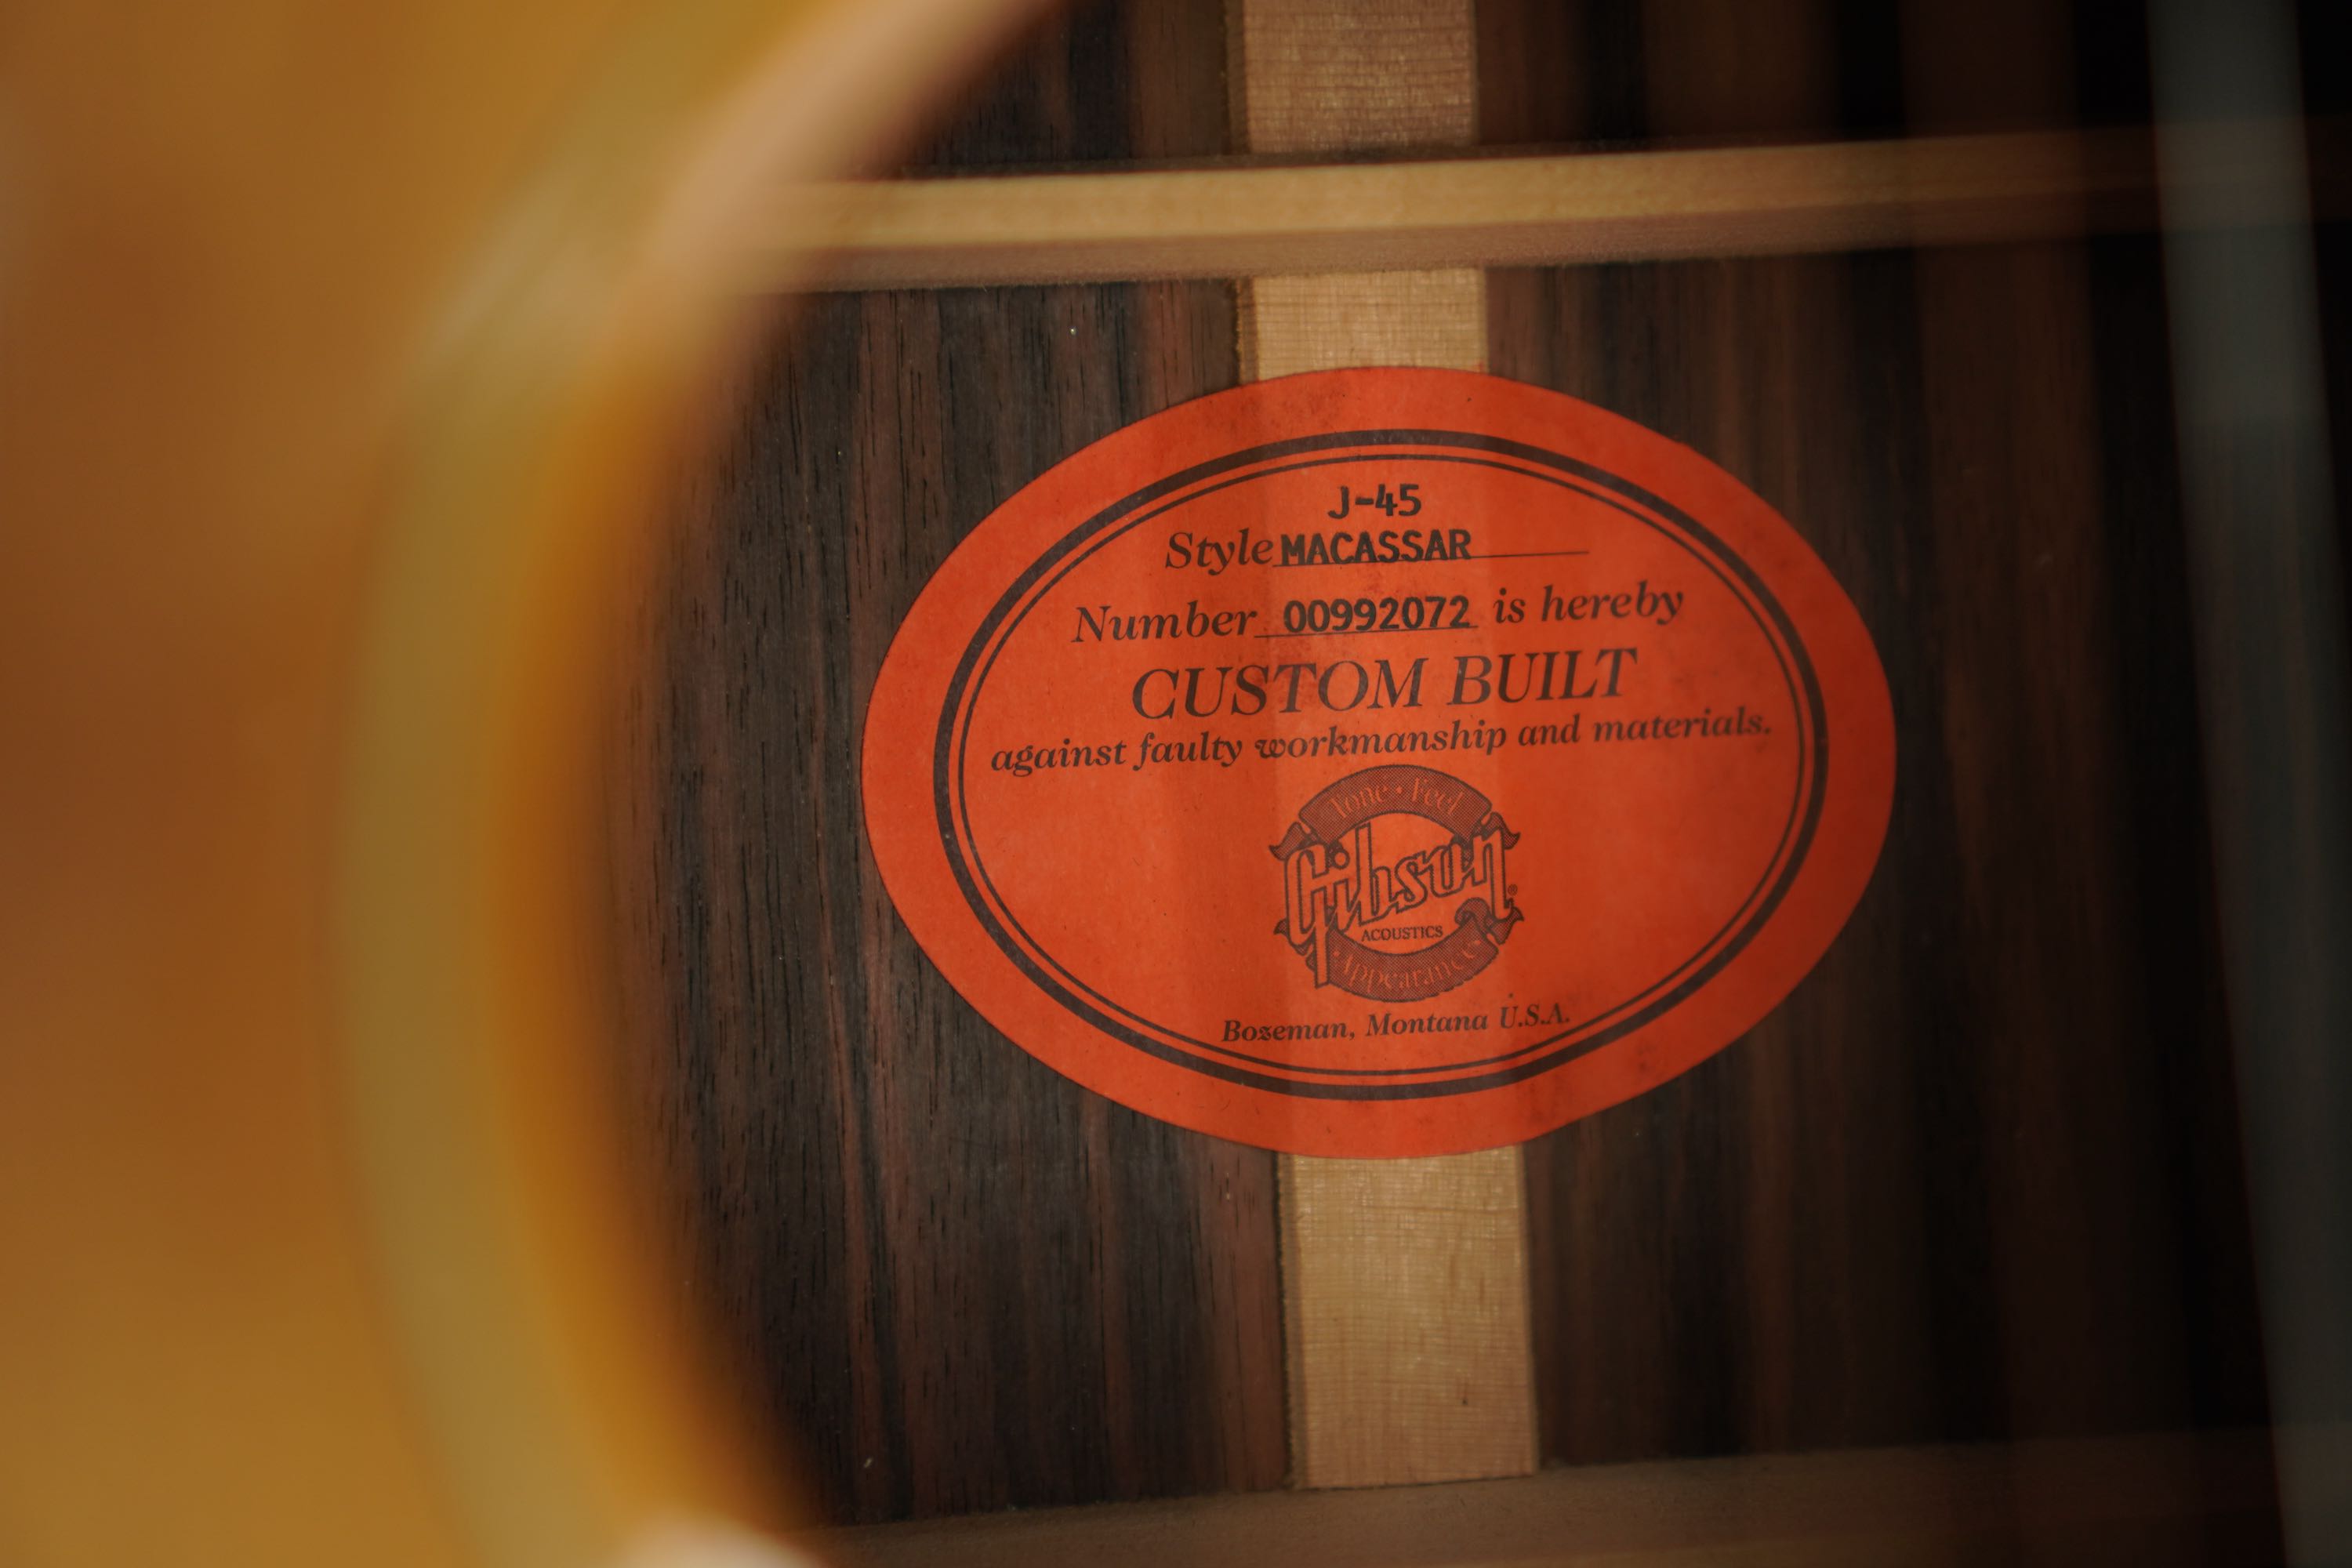 J-45
Style MACASSAR
Number 00992072 is hereby
CUSTOM BUILT
against faulty workmanship and materials.
Tone • Feel
Gibson®
ACOUSTICS
Appearance
Bozeman, Montana U.S.A.